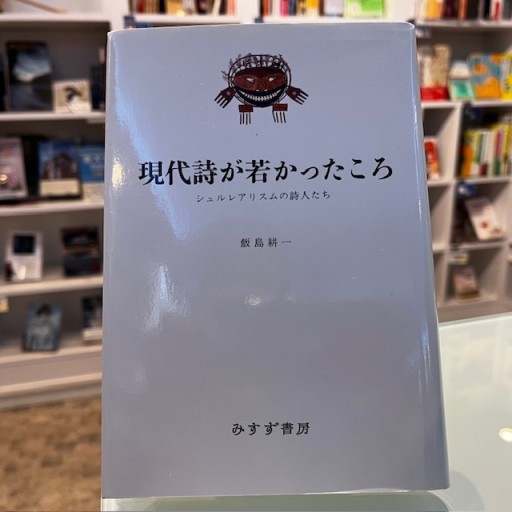 現代詩が若かったころ
シュルレアリスムの詩人たち
飯島耕一
みすず書房